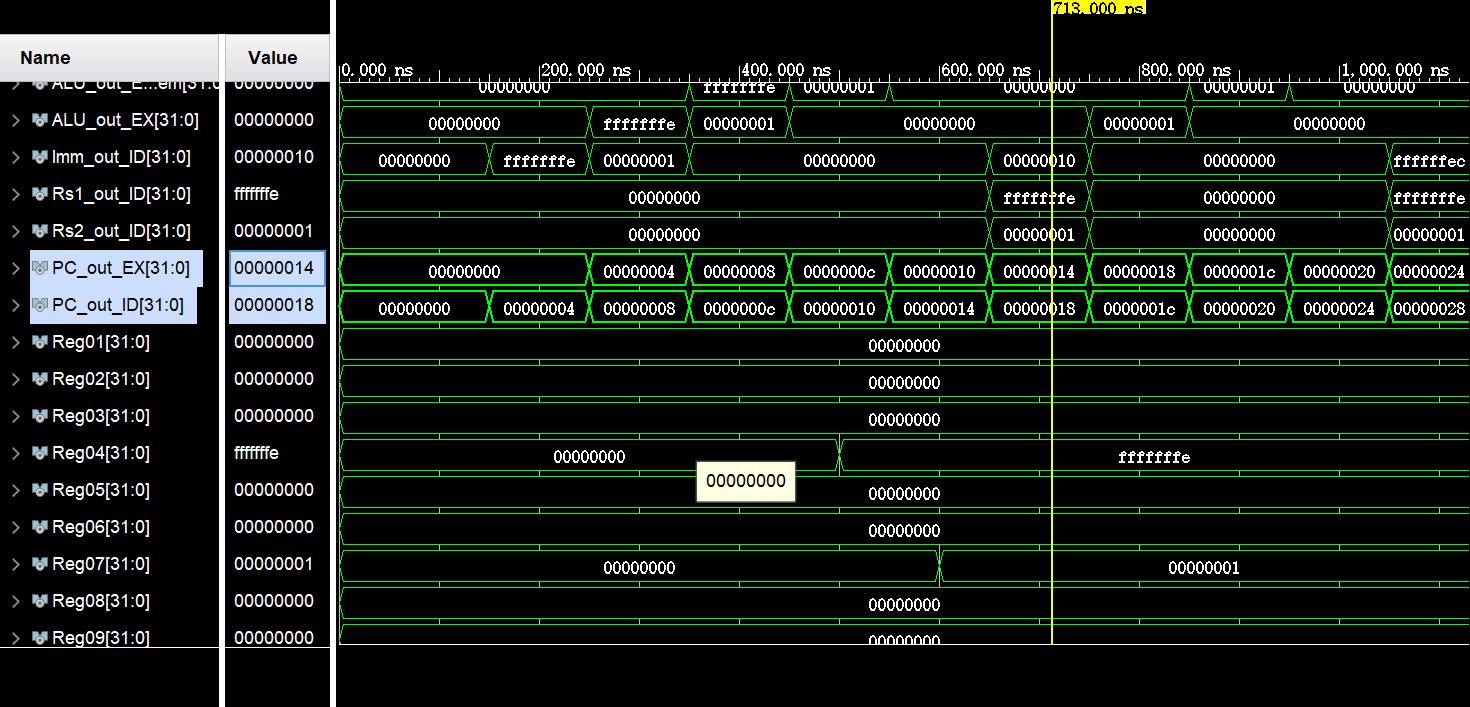 713.000 ns
Name Value
0.000 ns 200.000 ns 400.000 ns 600.000 ns 800.000 ns 1,000.000 ns
ALU_out_E...em[31:0 00000000 00000000 fffffffe 00000001 00000000 00000001 00000000
ALU_out_EX[31:0] 00000000 00000000 fffffffe 00000001 00000000 00000001 00000000
Imm_out_ID[31:0] 00000010 00000000 fffffffe 00000001 00000000 00000010 00000000 ffffffec
Rs1_out_ID[31:0] fffffffe 00000000 fffffffe 00000000 fffffffe
Rs2_out_ID[31:0] 00000001 00000000 00000001 00000000 00000001
PC_out_EX[31:0] 00000014 00000000 00000004 00000008 0000000c 00000010 00000014 00000018 0000001c 00000020 00000024
PC_out_ID[31:0] 00000018 00000000 00000004 00000008 0000000c 00000010 00000014 00000018 0000001c 00000020 00000024 00000028
Reg01[31:0] 00000000 00000000
Reg02[31:0] 00000000 00000000
Reg03[31:0] 00000000 00000000
Reg04[31:0] fffffffe 00000000 fffffffe
00000000
Reg05[31:0] 00000000 00000000
Reg06[31:0] 00000000 00000000
Reg07[31:0] 00000001 00000000 00000001
Reg08[31:0] 00000000 00000000
Reg09[31:0] 00000000 00000000